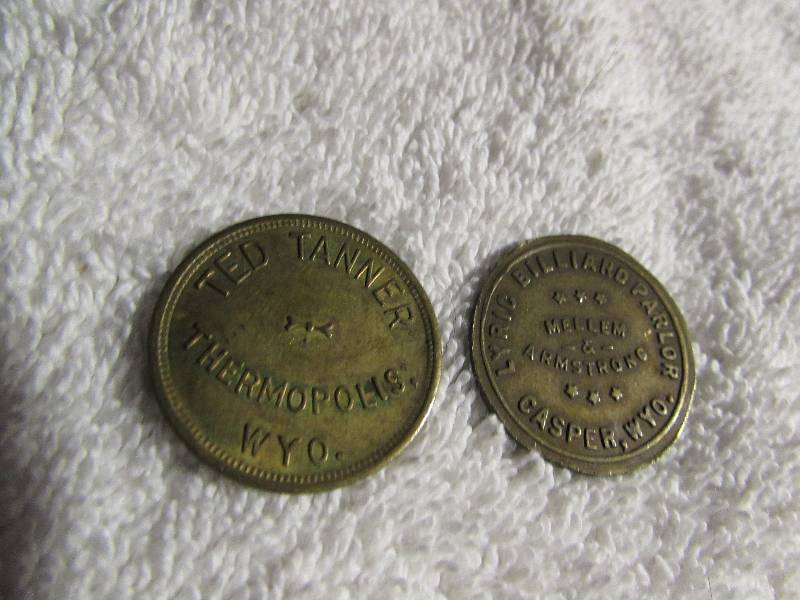 TED TANNER
THERMOPOLIS,
WYO.
LYRIC BILLIARD PARLOR
MELLEM
&
ARMSTRONG
CASPER, WYO.